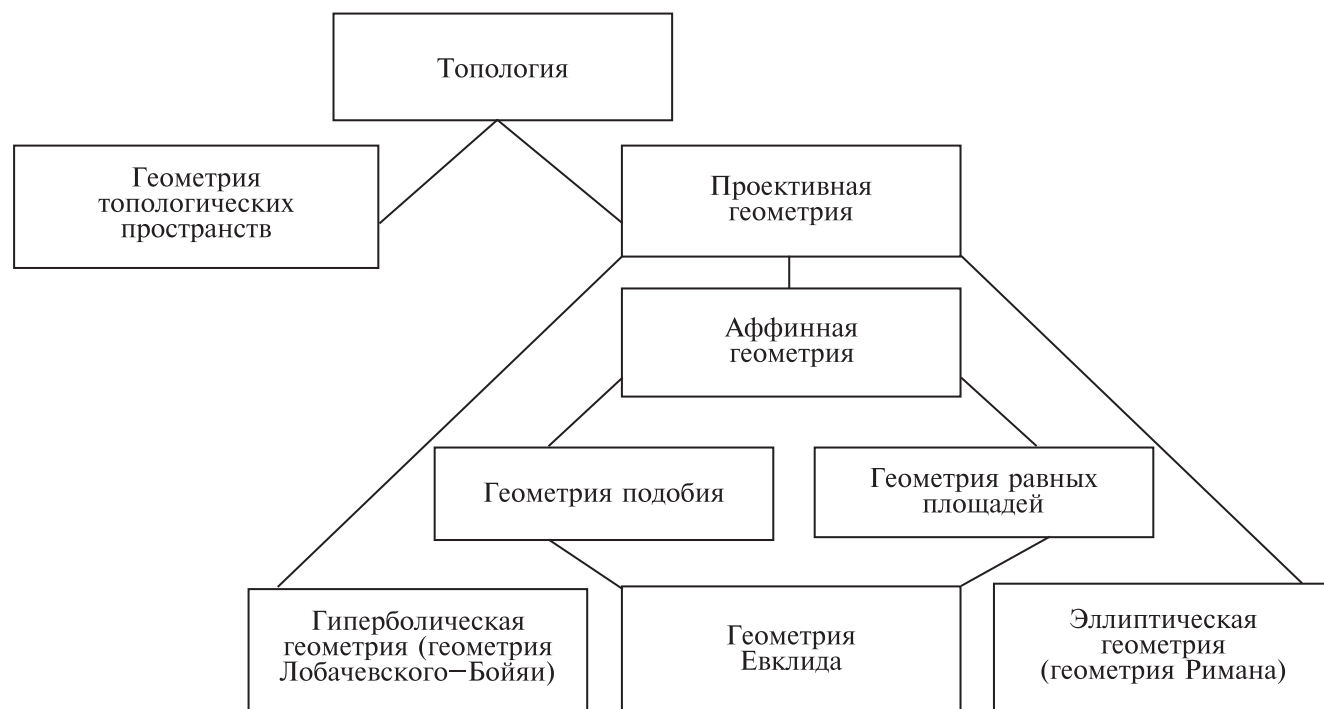 Топология
Геометрия
топологических
пространств
Проективная
геометрия
Аффинная
геометрия
Геометрия подобия
Геометрия равных
площадей
Гиперболическая
геометрия (геометрия
Лобачевского–Бойяи)
Геометрия
Евклида
Эллиптическая
геометрия
(геометрия Римана)